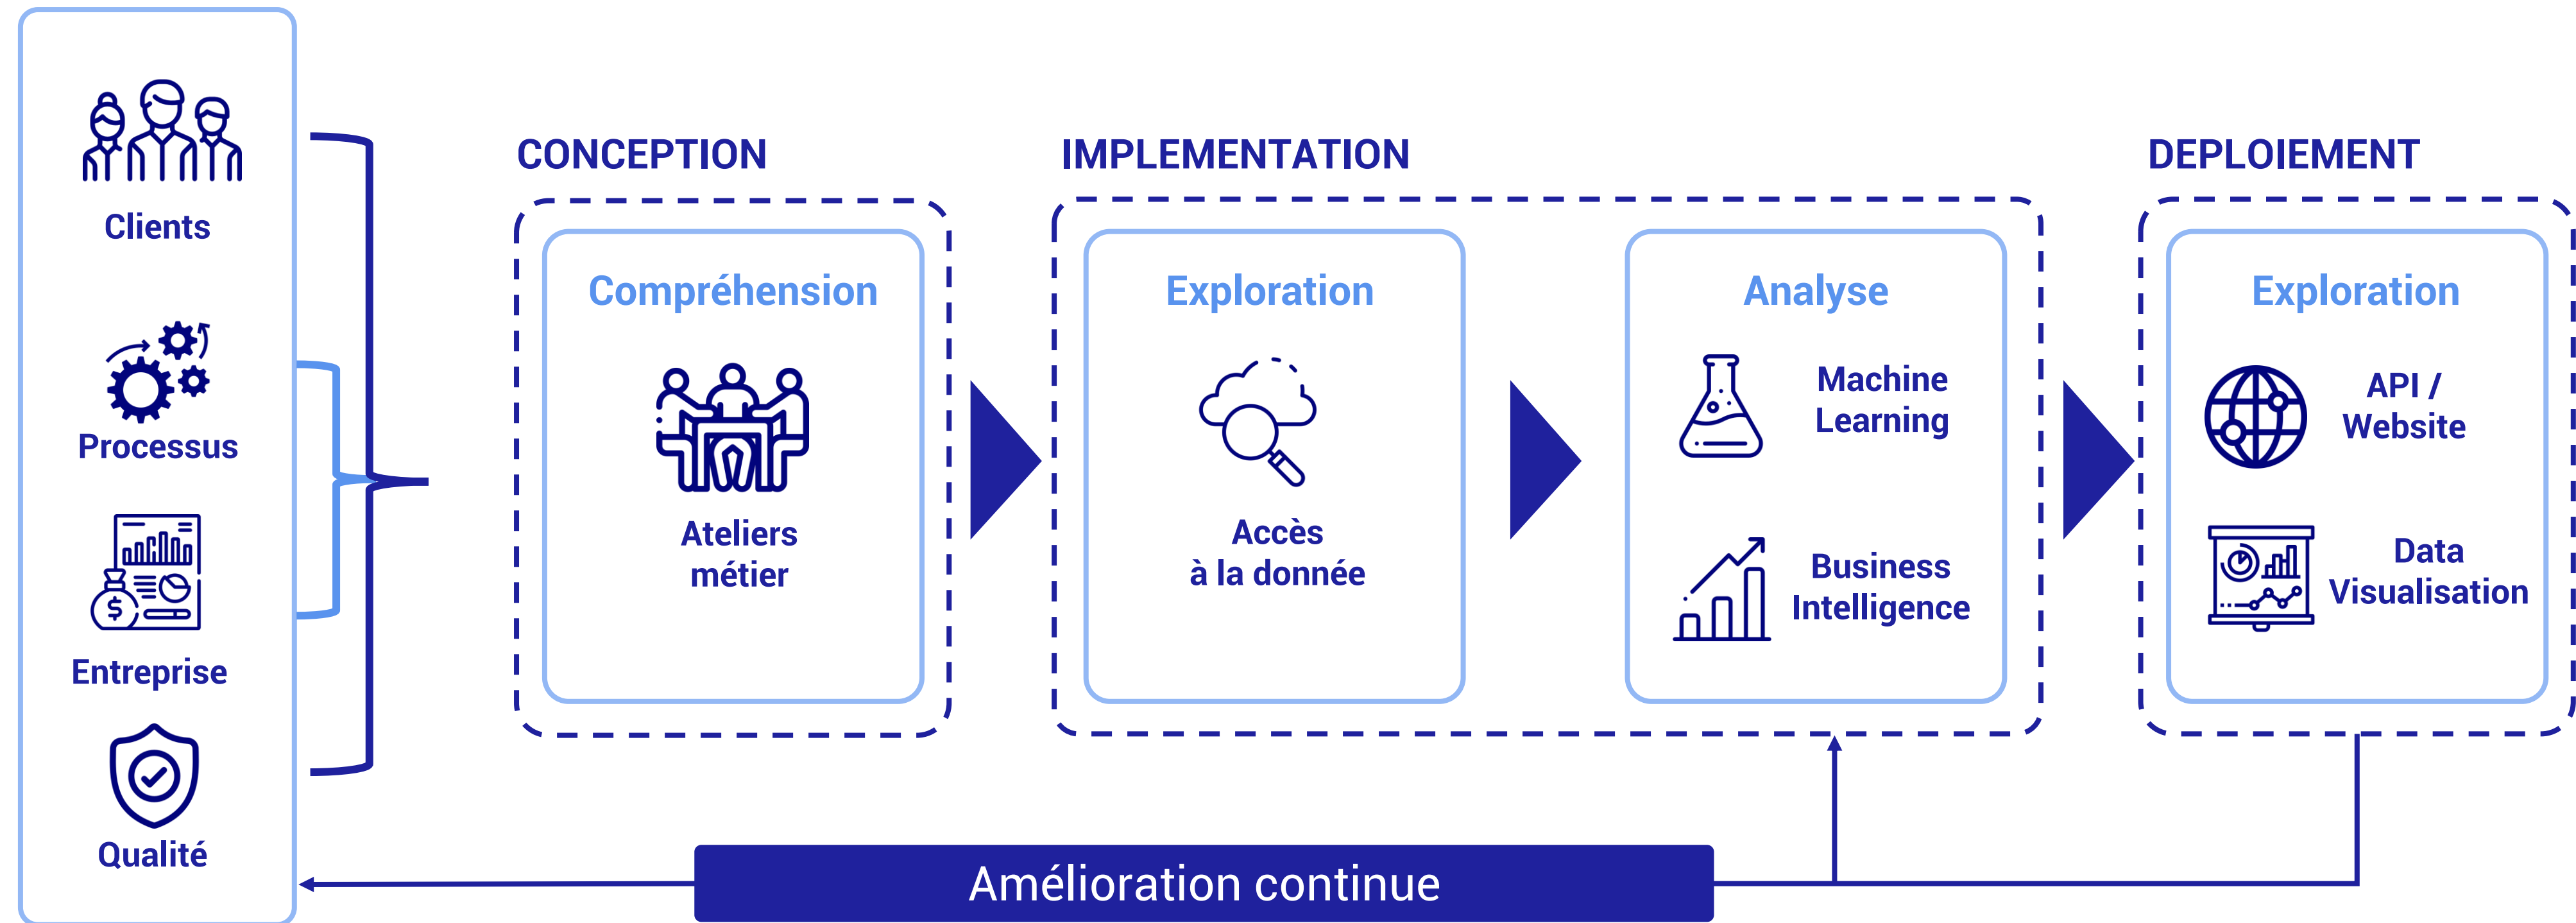 Clients
Processus
Entreprise
Qualité
CONCEPTION
Compréhension
Ateliers
métier
IMPLEMENTATION
Exploration
Accès
à la donnée
Analyse
Machine
Learning
Business
Intelligence
DEPLOIEMENT
Exploration
API /
Website
Data
Visualisation
Amélioration continue